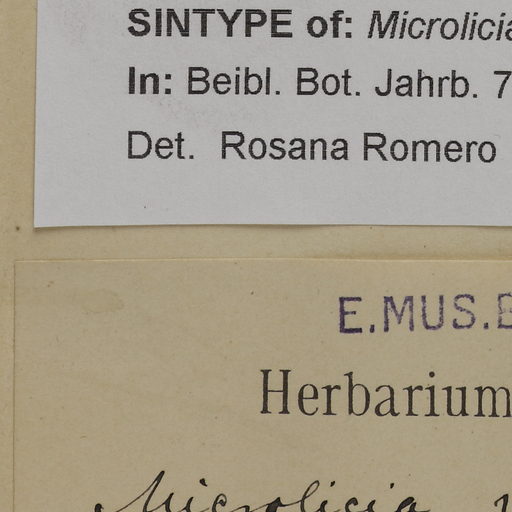 SINTYPE of: Microlicia
In: Beibl. Bot. Jahrb. 7
Det. Rosana Romero
E.MUS.B
Herbarium
Microlicia